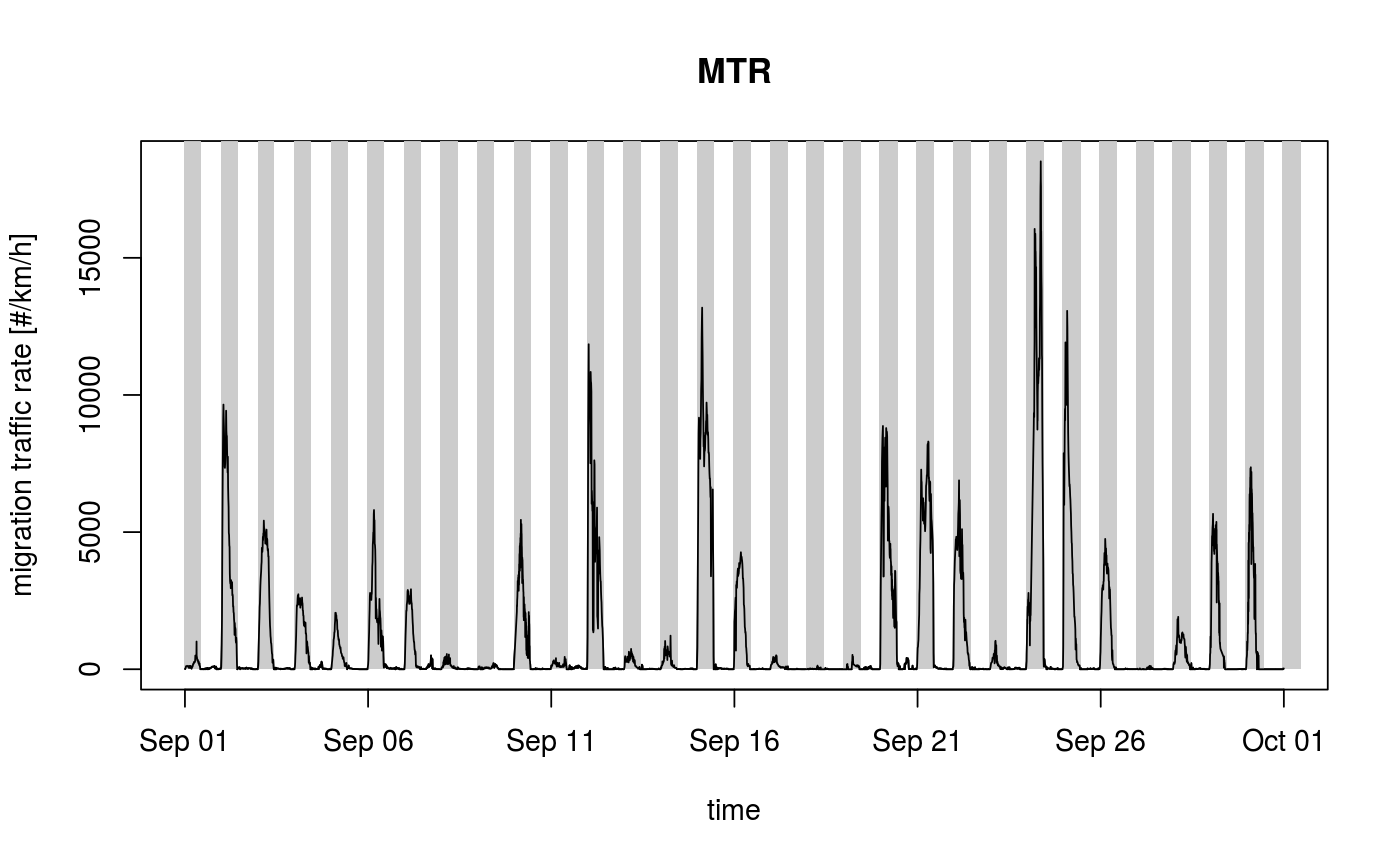 MTR
migration traffic rate [#/km/h]
15000
10000
5000
0
Sep 01 Sep 06 Sep 11 Sep 16 Sep 21 Sep 26 Oct 01
time